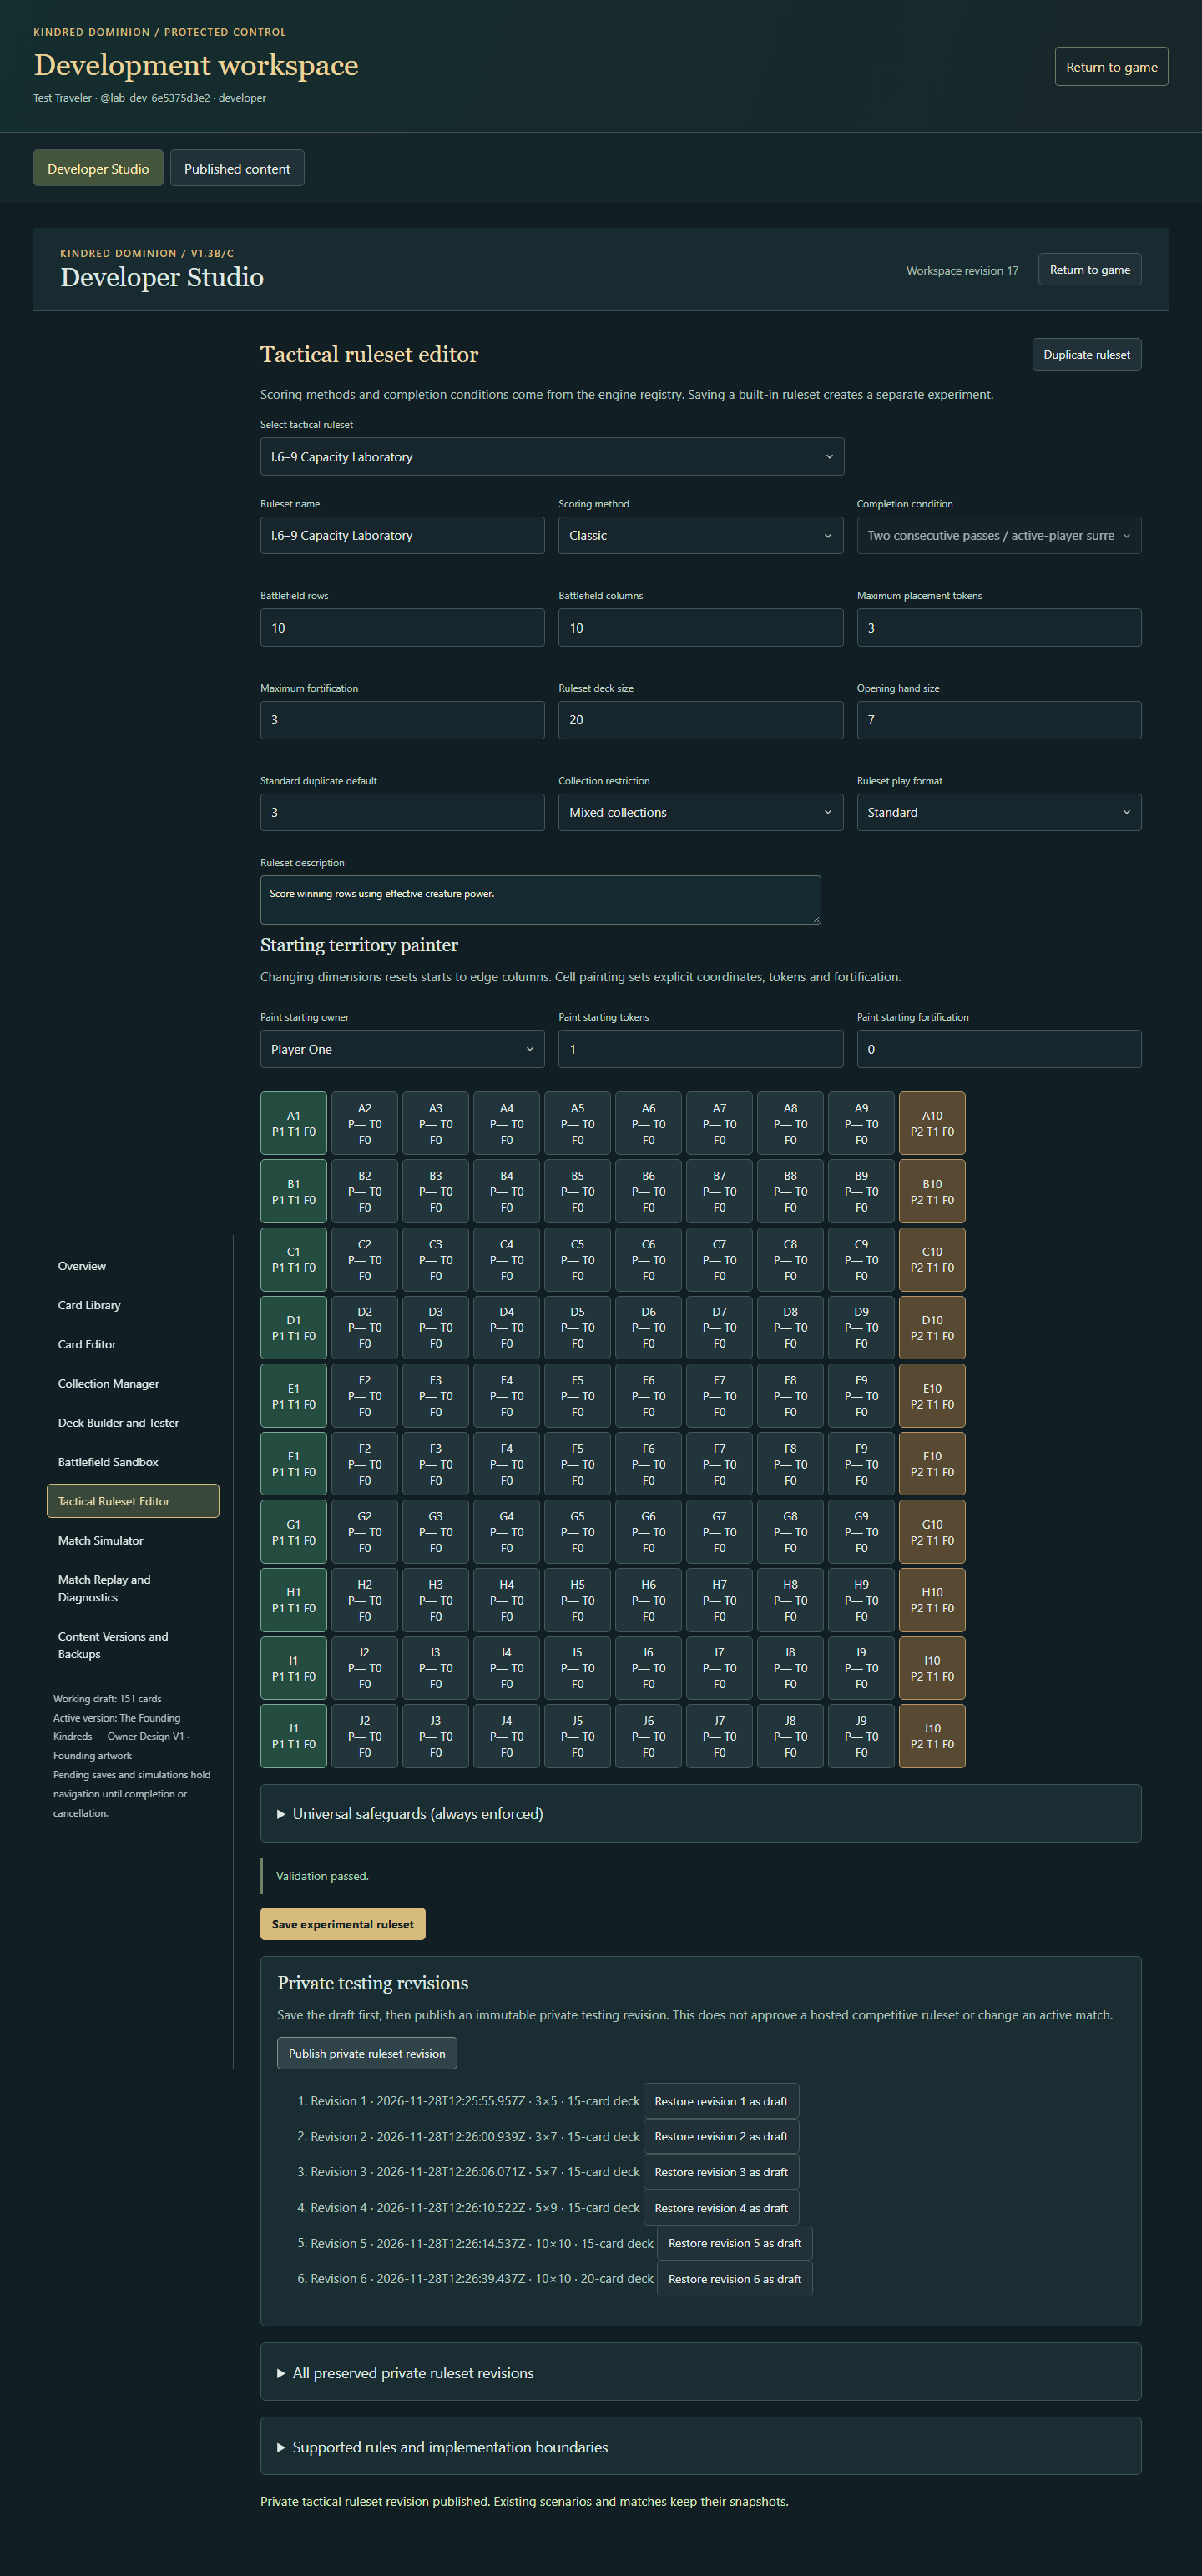 KINDRED DOMINION / PROTECTED CONTROL
Development workspace
Test Traveler · @lab_dev_6e5375d3e2 · developer
Return to game
Developer Studio
Published content
KINDRED DOMINION / V1.3B/C
Developer Studio
Workspace revision 17
Return to game
Overview
Card Library
Card Editor
Collection Manager
Deck Builder and Tester
Battlefield Sandbox
Tactical Ruleset Editor
Match Simulator
Match Replay and
Diagnostics
Content Versions and
Backups
Working draft: 151 cards
Active version: The Founding
Kindreds — Owner Design V1 ·
Founding artwork
Pending saves and simulations hold
navigation until completion or
cancellation.
Tactical ruleset editor
Duplicate ruleset
Scoring methods and completion conditions come from the engine registry. Saving a built-in ruleset creates a separate experiment.
Select tactical ruleset
I.6–9 Capacity Laboratory
Ruleset name
Scoring method
Completion condition
I.6–9 Capacity Laboratory
Classic
Two consecutive passes / active-player surre
Battlefield rows
Battlefield columns
Maximum placement tokens
10
10
3
Maximum fortification
Ruleset deck size
Opening hand size
3
20
7
Standard duplicate default
Collection restriction
Ruleset play format
3
Mixed collections
Standard
Ruleset description
Score winning rows using effective creature power.
Starting territory painter
Changing dimensions resets starts to edge columns. Cell painting sets explicit coordinates, tokens and fortification.
Paint starting owner
Paint starting tokens
Paint starting fortification
Player One
1
0
A1
P1 T1 F0
A2
P— T0
F0
A3
P— T0
F0
A4
P— T0
F0
A5
P— T0
F0
A6
P— T0
F0
A7
P— T0
F0
A8
P— T0
F0
A9
P— T0
F0
A10
P2 T1 F0
B1
P1 T1 F0
B2
P— T0
F0
B3
P— T0
F0
B4
P— T0
F0
B5
P— T0
F0
B6
P— T0
F0
B7
P— T0
F0
B8
P— T0
F0
B9
P— T0
F0
B10
P2 T1 F0
C1
P1 T1 F0
C2
P— T0
F0
C3
P— T0
F0
C4
P— T0
F0
C5
P— T0
F0
C6
P— T0
F0
C7
P— T0
F0
C8
P— T0
F0
C9
P— T0
F0
C10
P2 T1 F0
D1
P1 T1 F0
D2
P— T0
F0
D3
P— T0
F0
D4
P— T0
F0
D5
P— T0
F0
D6
P— T0
F0
D7
P— T0
F0
D8
P— T0
F0
D9
P— T0
F0
D10
P2 T1 F0
E1
P1 T1 F0
E2
P— T0
F0
E3
P— T0
F0
E4
P— T0
F0
E5
P— T0
F0
E6
P— T0
F0
E7
P— T0
F0
E8
P— T0
F0
E9
P— T0
F0
E10
P2 T1 F0
F1
P1 T1 F0
F2
P— T0
F0
F3
P— T0
F0
F4
P— T0
F0
F5
P— T0
F0
F6
P— T0
F0
F7
P— T0
F0
F8
P— T0
F0
F9
P— T0
F0
F10
P2 T1 F0
G1
P1 T1 F0
G2
P— T0
F0
G3
P— T0
F0
G4
P— T0
F0
G5
P— T0
F0
G6
P— T0
F0
G7
P— T0
F0
G8
P— T0
F0
G9
P— T0
F0
G10
P2 T1 F0
H1
P1 T1 F0
H2
P— T0
F0
H3
P— T0
F0
H4
P— T0
F0
H5
P— T0
F0
H6
P— T0
F0
H7
P— T0
F0
H8
P— T0
F0
H9
P— T0
F0
H10
P2 T1 F0
I1
P1 T1 F0
I2
P— T0
F0
I3
P— T0
F0
I4
P— T0
F0
I5
P— T0
F0
I6
P— T0
F0
I7
P— T0
F0
I8
P— T0
F0
I9
P— T0
F0
I10
P2 T1 F0
J1
P1 T1 F0
J2
P— T0
F0
J3
P— T0
F0
J4
P— T0
F0
J5
P— T0
F0
J6
P— T0
F0
J7
P— T0
F0
J8
P— T0
F0
J9
P— T0
F0
J10
P2 T1 F0
Universal safeguards (always enforced)
Validation passed.
Save experimental ruleset
Private testing revisions
Save the draft first, then publish an immutable private testing revision. This does not approve a hosted competitive ruleset or change an active match.
Publish private ruleset revision
1. Revision 1 · 2026-11-28T12:25:55.957Z · 3×5 · 15-card deck Restore revision 1 as draft
2. Revision 2 · 2026-11-28T12:26:00.939Z · 3×7 · 15-card deck Restore revision 2 as draft
3. Revision 3 · 2026-11-28T12:26:06.071Z · 5×7 · 15-card deck Restore revision 3 as draft
4. Revision 4 · 2026-11-28T12:26:10.522Z · 5×9 · 15-card deck Restore revision 4 as draft
5. Revision 5 · 2026-11-28T12:26:14.537Z · 10×10 · 15-card deck Restore revision 5 as draft
6. Revision 6 · 2026-11-28T12:26:39.437Z · 10×10 · 20-card deck Restore revision 6 as draft
All preserved private ruleset revisions
Supported rules and implementation boundaries
Private tactical ruleset revision published. Existing scenarios and matches keep their snapshots.